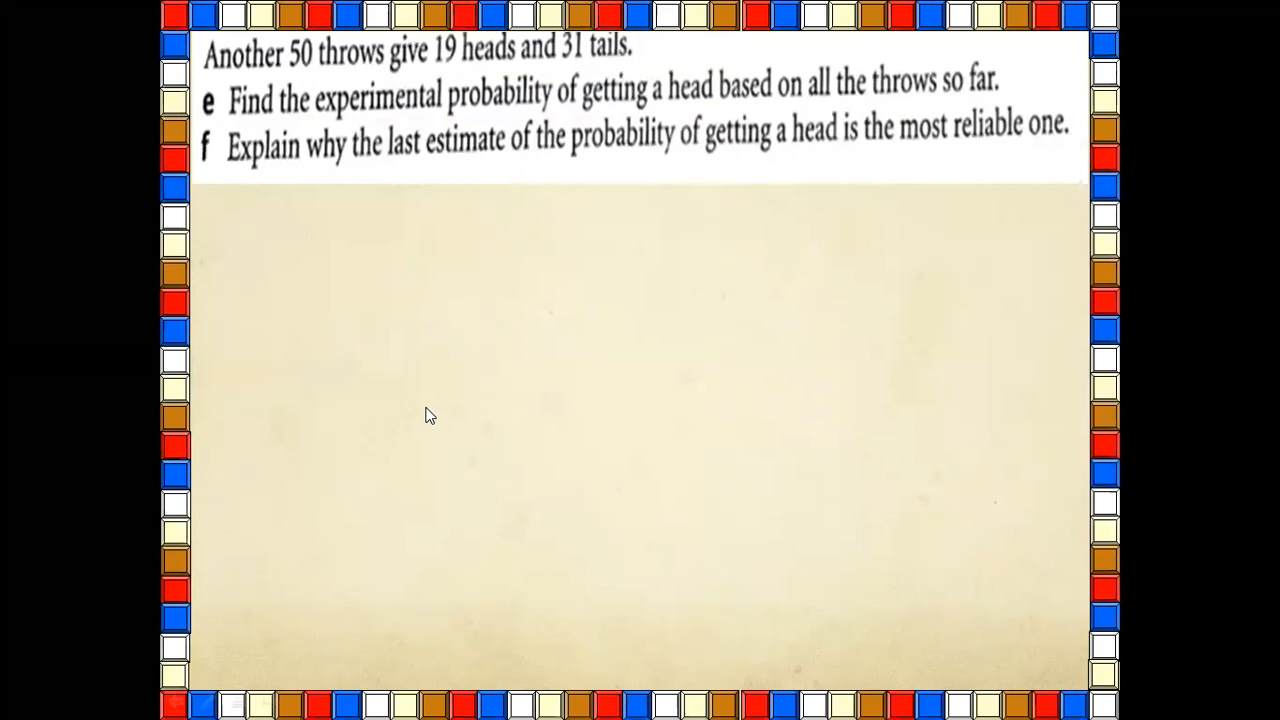 Another 50 throws give 19 heads and 31 tails.
e Find the experimental probability of getting a head based on all the throws so far.
f Explain why the last estimate of the probability of getting a head is the most reliable one.